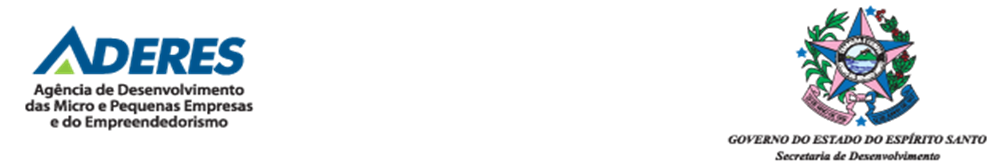 ADERES
Agência de Desenvolvimento
das Micro e Pequenas Empresas
e do Empreendedorismo
GOVERNO DO ESTADO DO ESPÍRITO SANTO
Secretaria de Desenvolvimento